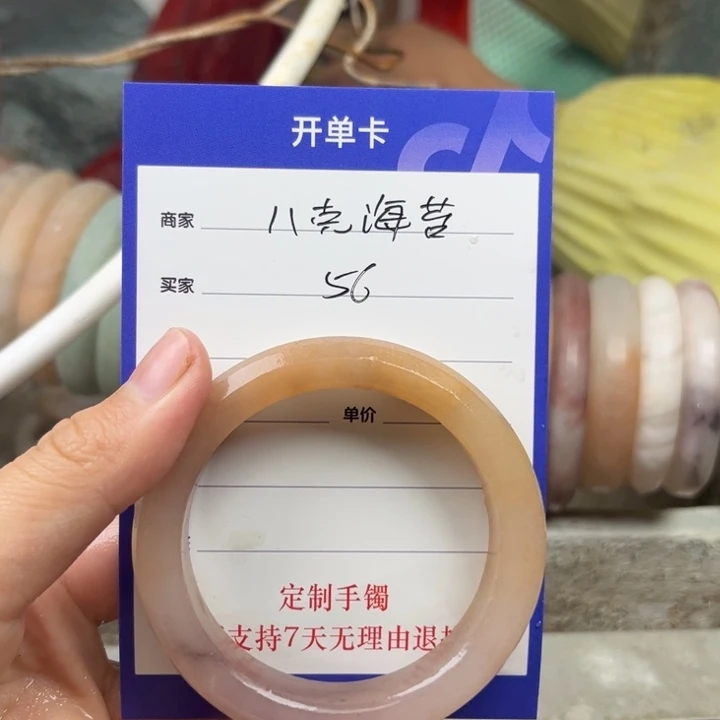 开单卡
商家 八克海苔
买家 56
单价
定制手镯
支持7天无理由退